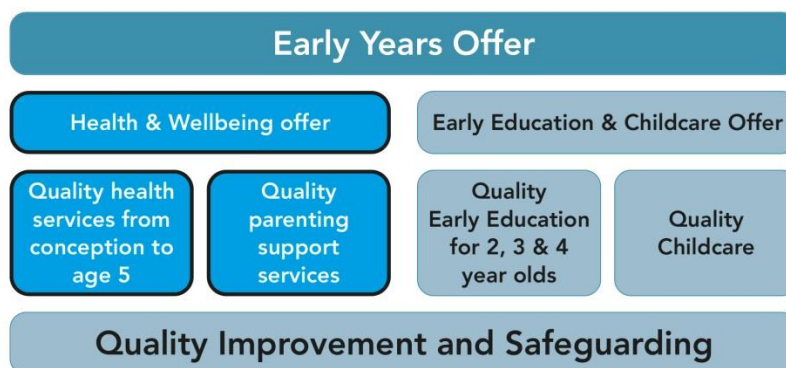 Early Years Offer
Health & Wellbeing offer
Early Education & Childcare Offer
Quality health
services from
conception to
age 5
Quality
parenting
support
services
Quality
Early Education
for 2, 3 & 4
year olds
Quality
Childcare
Quality Improvement and Safeguarding